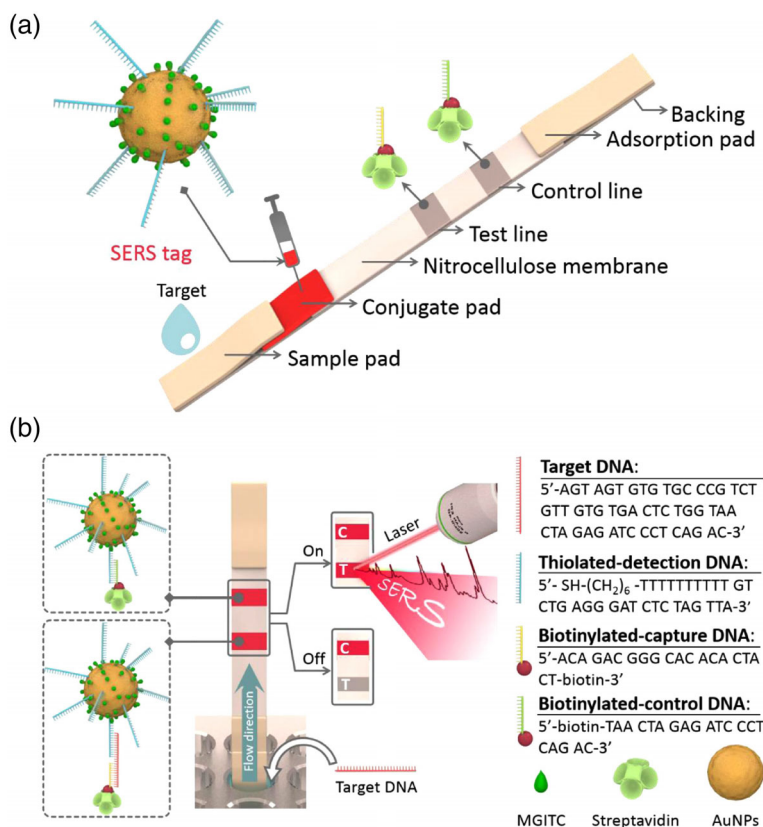 (a)
Backing
Adsorption pad
Control line
Test line
Nitrocellulose membrane
SERS tag
Conjugate pad
Target
Sample pad
(b)
On
C
T
Laser
SERS
Off
C
T
Flow direction
Target DNA
Target DNA:
5’-AGT AGT GTG TGC CCG TCT
GTT GTG TGA CTC TGG TAA
CTA GAG ATC CCT CAG AC-3’
Thiolated-detection DNA:
5’- SH-(CH₂)₆ -TTTTTTTTTT GT
CTG AGG GAT CTC TAG TTA-3’
Biotinylated-capture DNA:
5’-ACA GAC GGG CAC ACA CTA
CT-biotin-3’
Biotinylated-control DNA:
5’-biotin-TAA CTA GAG ATC CCT
CAG AC-3’
MGITC
Streptavidin
AuNPs